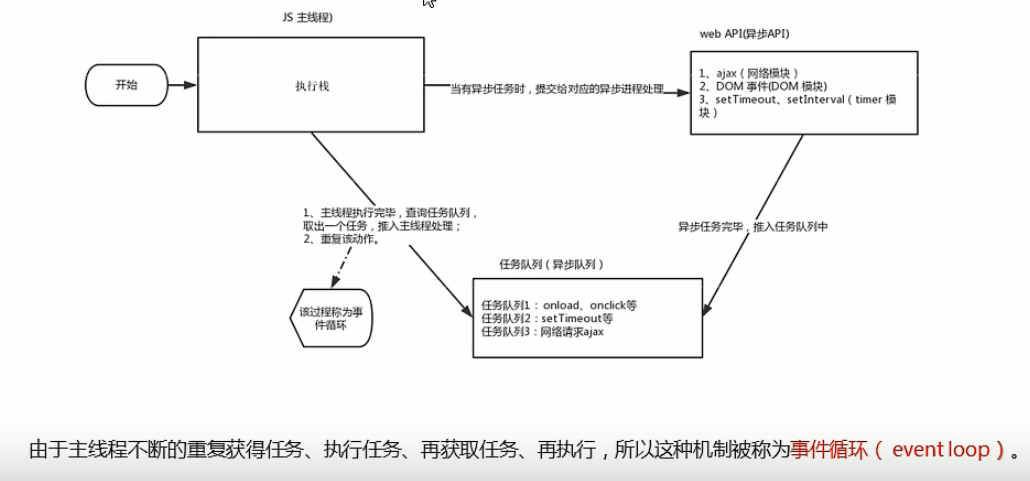 JS 主线程)
web API(异步API)
开始
执行栈
当有异步任务时，提交给对应的异步进程处理
1、ajax（网络模块）
2、DOM 事件(DOM 模块)
3、setTimeout、setInterval（timer 模
块）
1、主线程执行完毕，查询任务队列，
取出一个任务，推入主线程处理；
2、重复该动作。
异步任务完毕，推入任务队列中
该过程称为事
件循环
任务队列（异步队列）
任务队列1： onload、onclick等
任务队列2：setTimeout等
任务队列3：网络请求ajax
由于主线程不断的重复获得任务、执行任务、再获取任务、再执行，所以这种机制被称为事件循环（ event loop）。